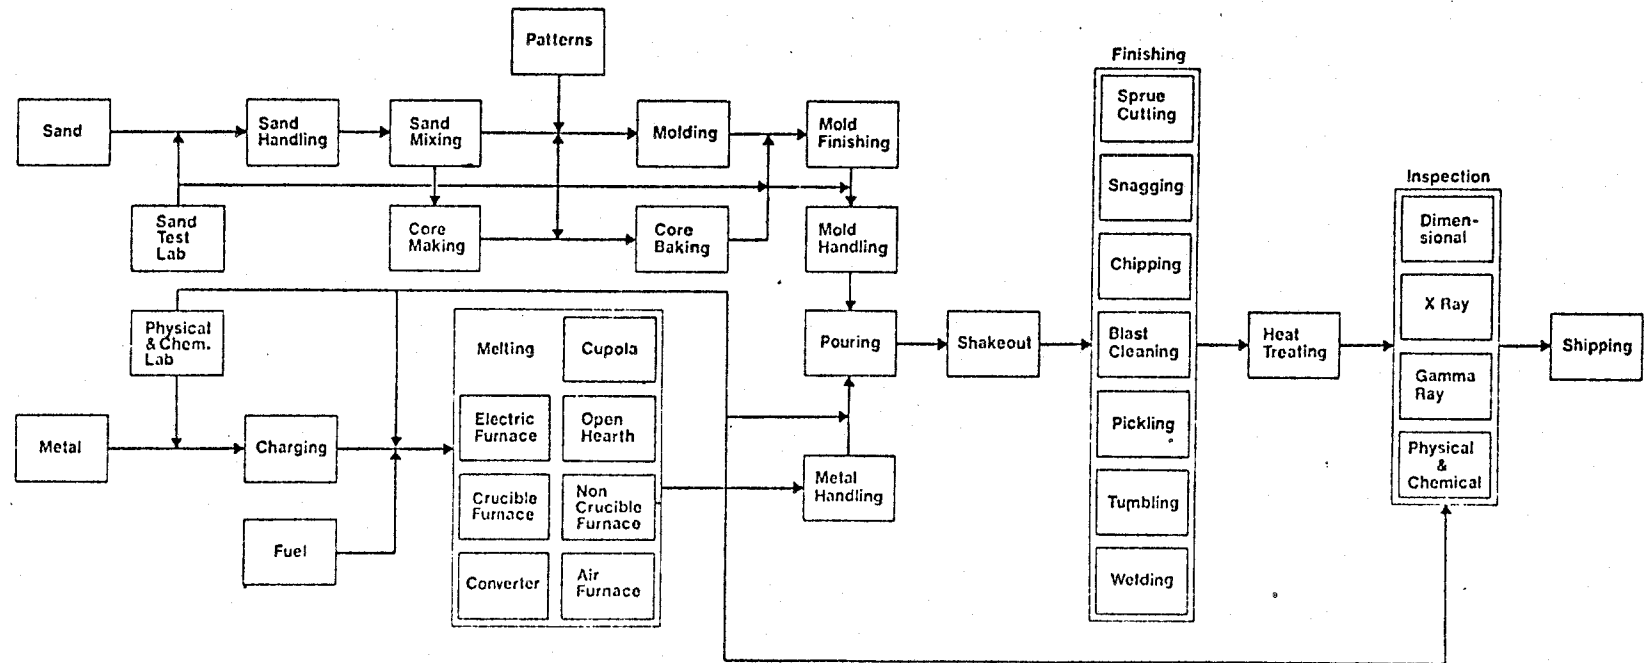 Patterns
Finishing
Sand
Sand
Handling
Sand
Mixing
Molding
Mold
Finishing
Sprue
Cutting
Snagging
Inspection
Sand
Test
Lab
Core
Making
Core
Baking
Mold
Handling
Chipping
Dimen-
sional
X Ray
Physical
& Chem.
Lab
Melting
Cupola
Pouring
Shakeout
Blast
Cleaning
Heat
Treating
Gamma
Ray
Shipping
Metal
Charging
Electric
Furnace
Open
Hearth
Pickling
Physical
&
Chemical
Crucible
Furnace
Non
Crucible
Furnace
Metal
Handling
Tumbling
Fuel
Converter
Air
Furnace
Welding